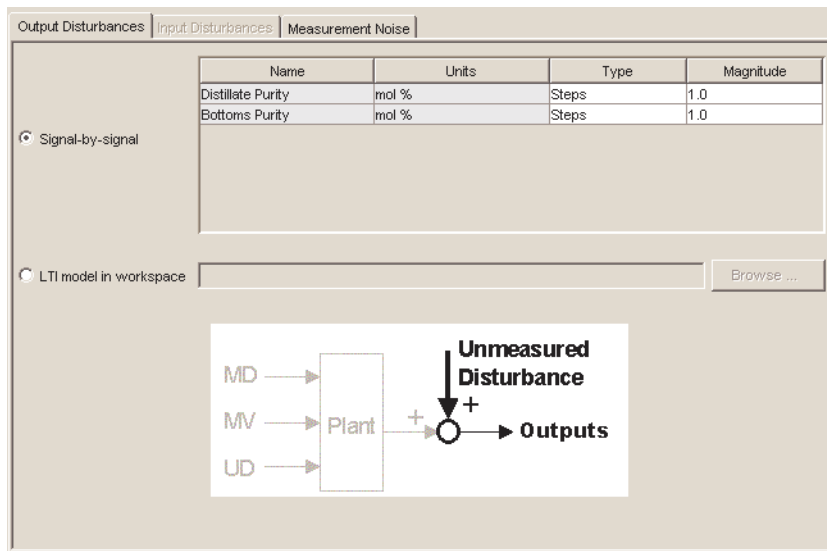 Output Disturbances Input Disturbances Measurement Noise
Name Units Type Magnitude
Distillate Purity mol % Steps 1.0
Bottoms Purity mol % Steps 1.0
Signal-by-signal
LTI model in workspace Browse ...
Unmeasured
Disturbance
MD
+
MV Plant + Outputs
UD